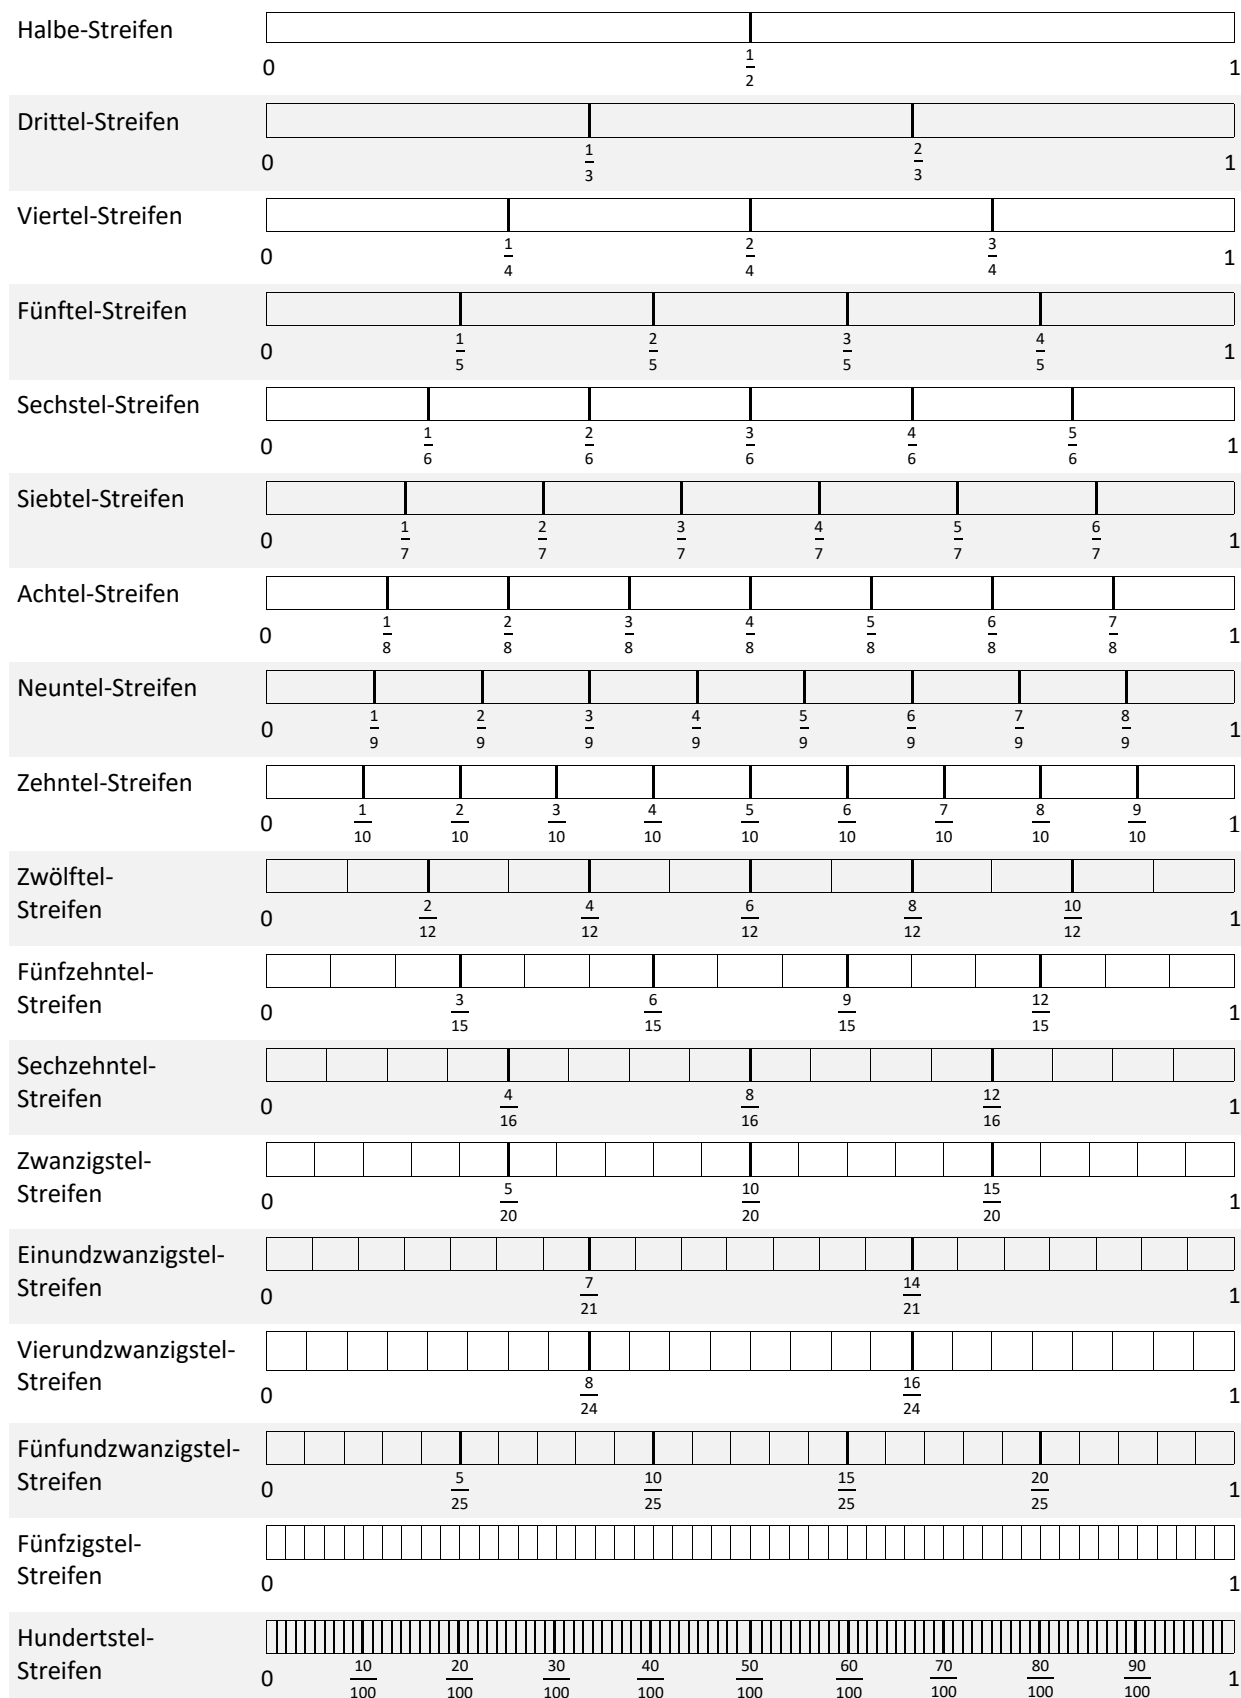 Halbe-Streifen
0 1/2 1
Drittel-Streifen
0 1/3 2/3 1
Viertel-Streifen
0 1/4 2/4 3/4 1
Fünftel-Streifen
0 1/5 2/5 3/5 4/5 1
Sechstel-Streifen
0 1/6 2/6 3/6 4/6 5/6 1
Siebtel-Streifen
0 1/7 2/7 3/7 4/7 5/7 6/7 1
Achtel-Streifen
0 1/8 2/8 3/8 4/8 5/8 6/8 7/8 1
Neuntel-Streifen
0 1/9 2/9 3/9 4/9 5/9 6/9 7/9 8/9 1
Zehntel-Streifen
0 1/10 2/10 3/10 4/10 5/10 6/10 7/10 8/10 9/10 1
Zwölftel-
Streifen
0 2/12 4/12 6/12 8/12 10/12 1
Fünfzehntel-
Streifen
0 3/15 6/15 9/15 12/15 1
Sechzehntel-
Streifen
0 4/16 8/16 12/16 1
Zwanzigstel-
Streifen
0 5/20 10/20 15/20 1
Einundzwanzigstel-
Streifen
0 7/21 14/21 1
Vierundzwanzigstel-
Streifen
0 8/24 16/24 1
Fünfundzwanzigstel-
Streifen
0 5/25 10/25 15/25 20/25 1
Fünfzigstel-
Streifen
0 1
Hundertstel-
Streifen
0 10/100 20/100 30/100 40/100 50/100 60/100 70/100 80/100 90/100 1